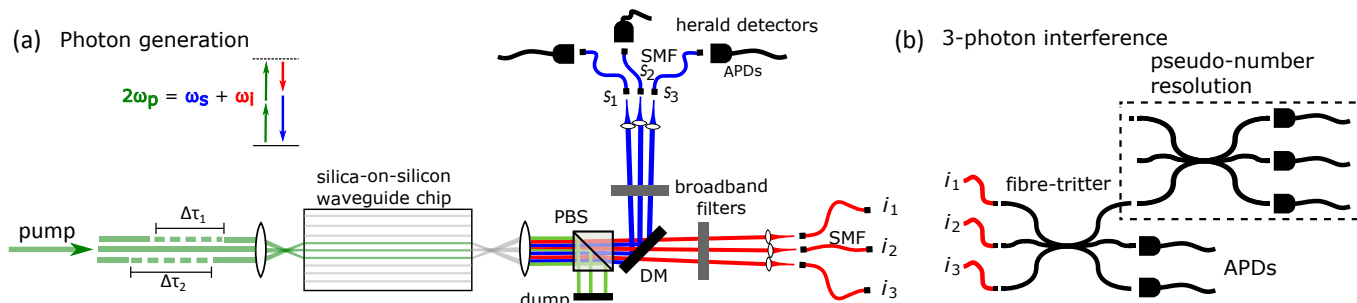 (a) Photon generation
2ωp = ωs + ωi
pump
Δτ1
Δτ2
silica-on-silicon
waveguide chip
PBS
dump
DM
herald detectors
SMF
APDs
s1
s2
s3
broadband
filters
SMF
i1
i2
i3
(b) 3-photon interference
pseudo-number
resolution
i1
i2
i3
fibre-tritter
APDs